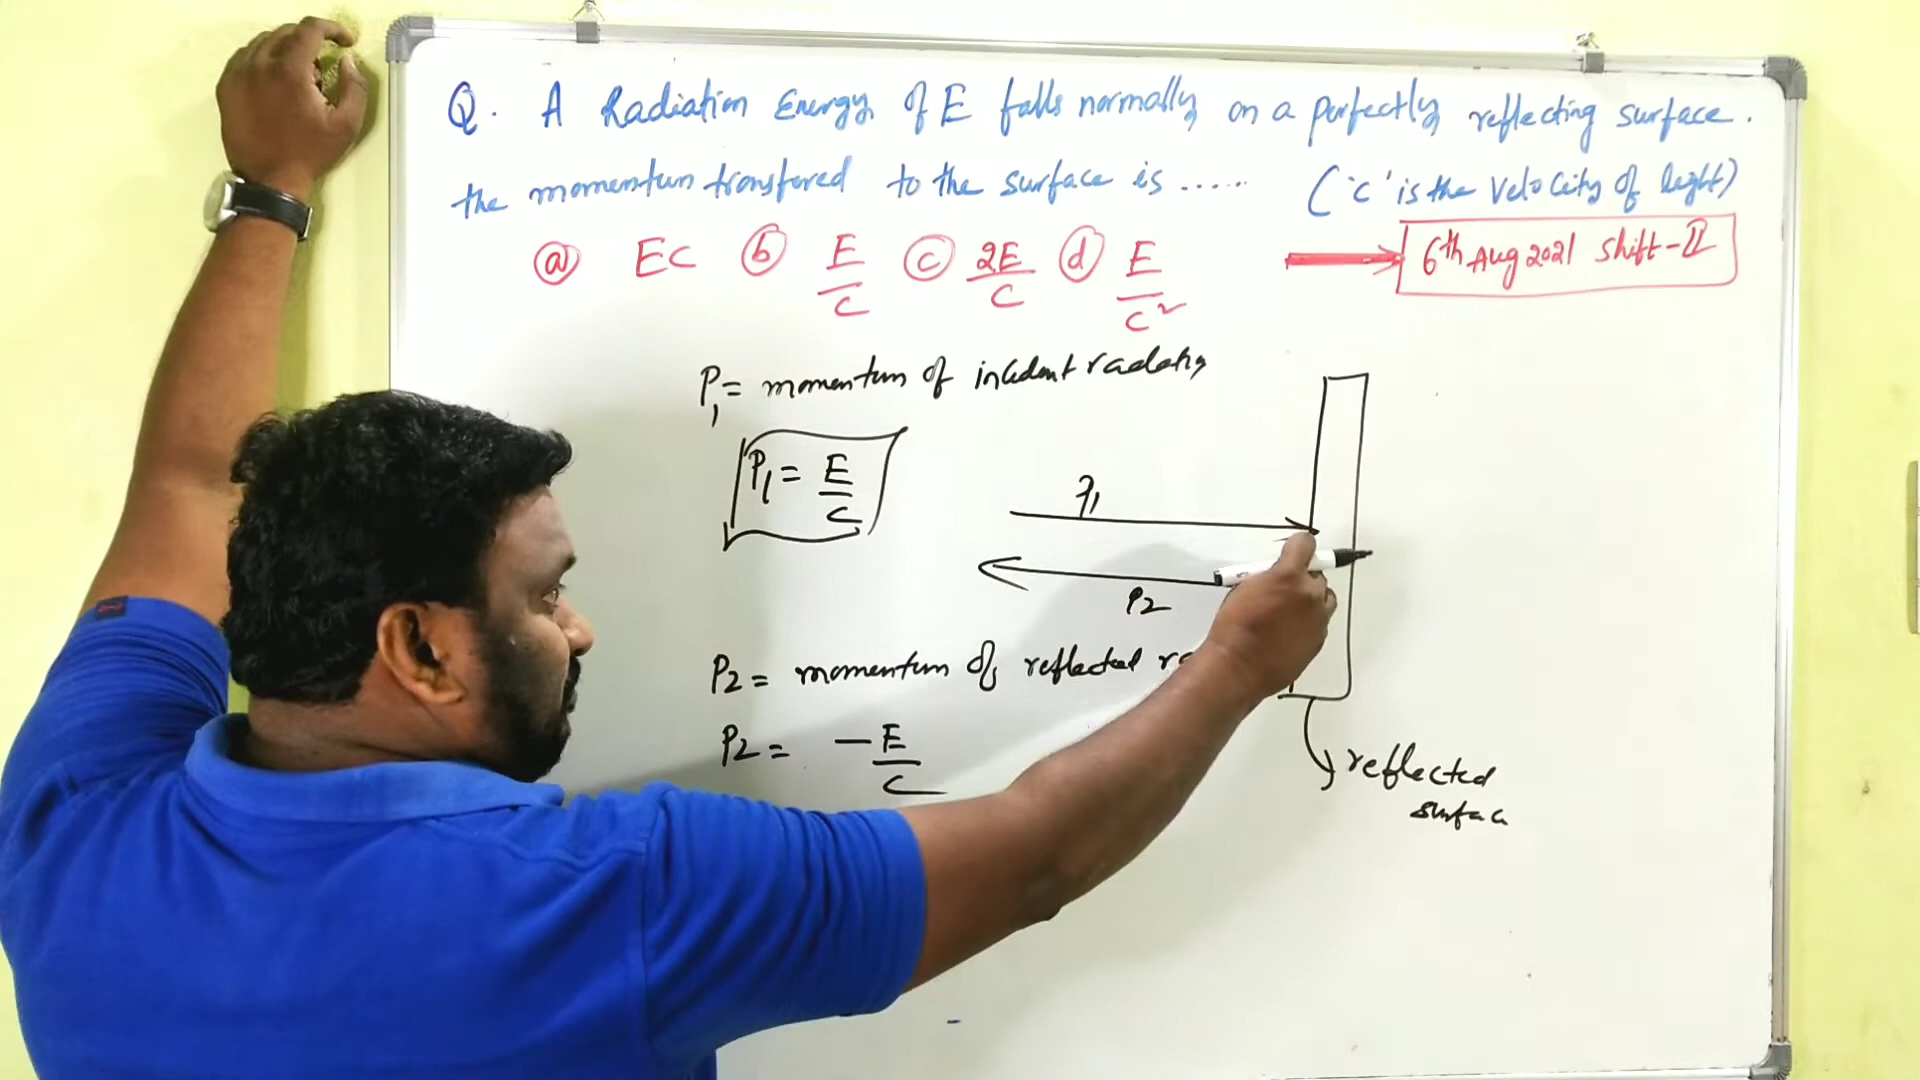 Q. A Radiation Energy of E falls normally on a perfectly reflecting surface.
the momentum transfered to the surface is ...... ('c' is the velocity of light)
(a) EC (b) E/C (c) 2E/C (d) E/C²
6th Aug 2021 Shift-II
P₁ = momentum of incident
P₁ = E/C
P₁
P2
P2 = momentum of reflected
P2 = -E/C
reflected